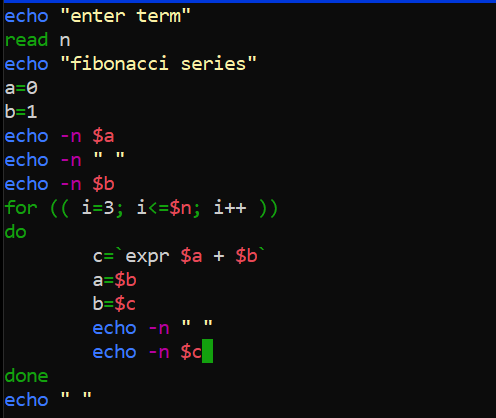 echo "enter term"
read n
echo "fibonacci series"
a=0
b=1
echo -n $a
echo -n " "
echo -n $b
for (( i=3; i<=$n; i++ ))
do
        c=`expr $a + $b`
        a=$b
        b=$c
        echo -n " "
        echo -n $c
done
echo " "